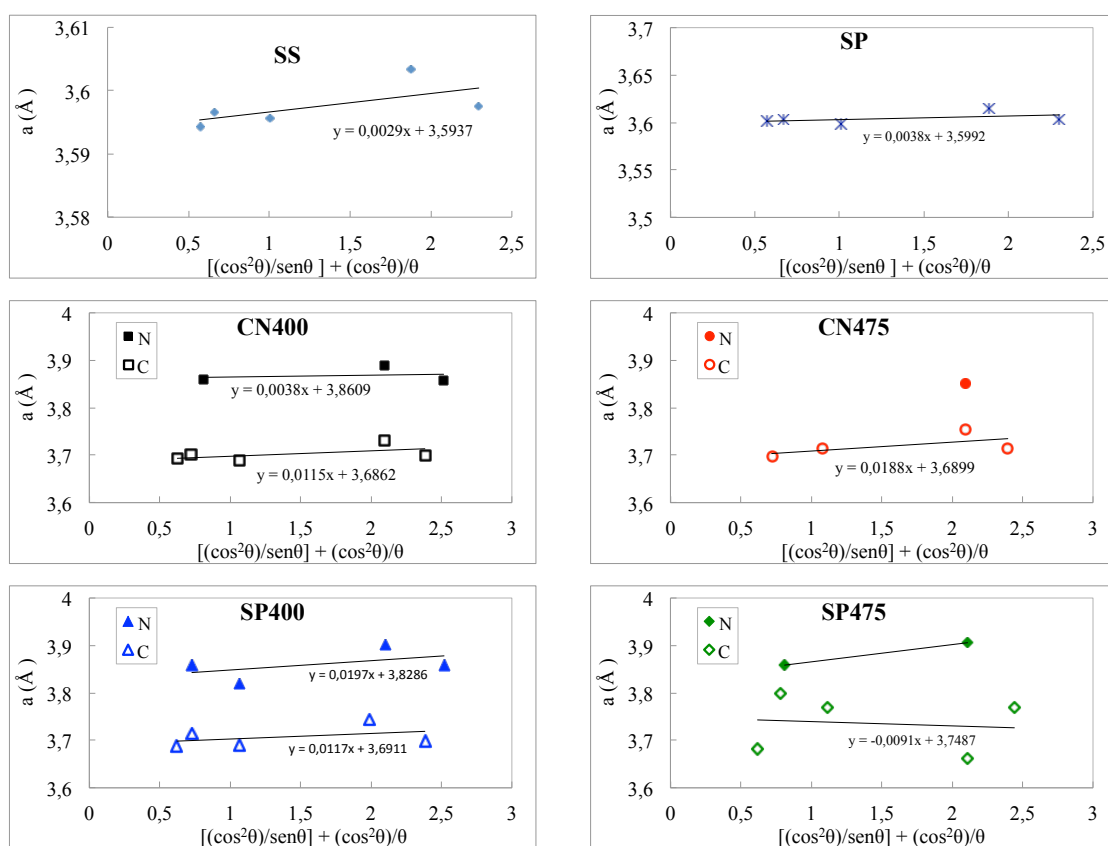 SS
a (Å )
3,61
3,6
3,59
3,58
y = 0,0029x + 3,5937
0 0,5 1 1,5 2 2,5
[(cos²θ)/senθ ] + (cos²θ)/θ
SP
a (Å )
3,7
3,65
3,6
3,55
3,5
y = 0,0038x + 3,5992
0 0,5 1 1,5 2 2,5
[(cos²θ)/senθ ] + (cos²θ)/θ
CN400
N
C
a (Å )
4
3,9
3,8
3,7
3,6
y = 0,0038x + 3,8609
y = 0,0115x + 3,6862
0 0,5 1 1,5 2 2,5 3
[(cos²θ)/senθ] + (cos²θ)/θ
CN475
N
C
a (Å )
4
3,9
3,8
3,7
3,6
y = 0,0188x + 3,6899
0 0,5 1 1,5 2 2,5 3
[(cos²θ)/senθ] + (cos²θ)/θ
SP400
N
C
a (Å )
4
3,9
3,8
3,7
3,6
y = 0,0197x + 3,8286
y = 0,0117x + 3,6911
0 0,5 1 1,5 2 2,5 3
[(cos²θ)/senθ] + (cos²θ)/θ
SP475
N
C
a (Å )
4
3,9
3,8
3,7
3,6
y = -0,0091x + 3,7487
0 0,5 1 1,5 2 2,5 3
[(cos²θ)/senθ] + (cos²θ)/θ